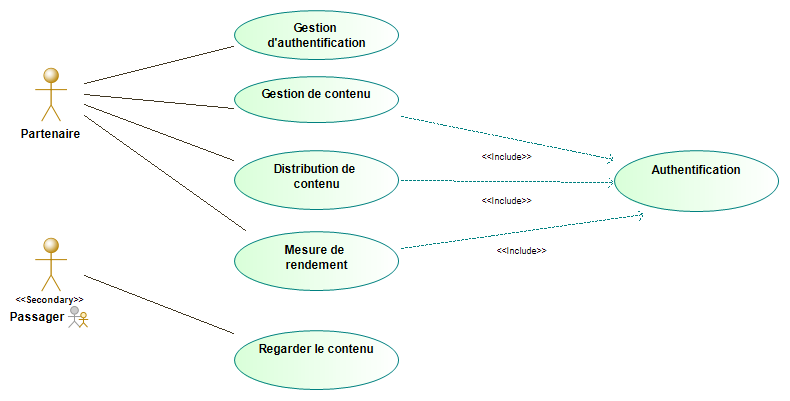 Gestion
d'authentification
Gestion de contenu
Partenaire
<<Include>>
Distribution de
contenu
Authentification
<<Include>>
Mesure de
rendement
<<Include>>
<<Secondary>>
Passager
Regarder le contenu